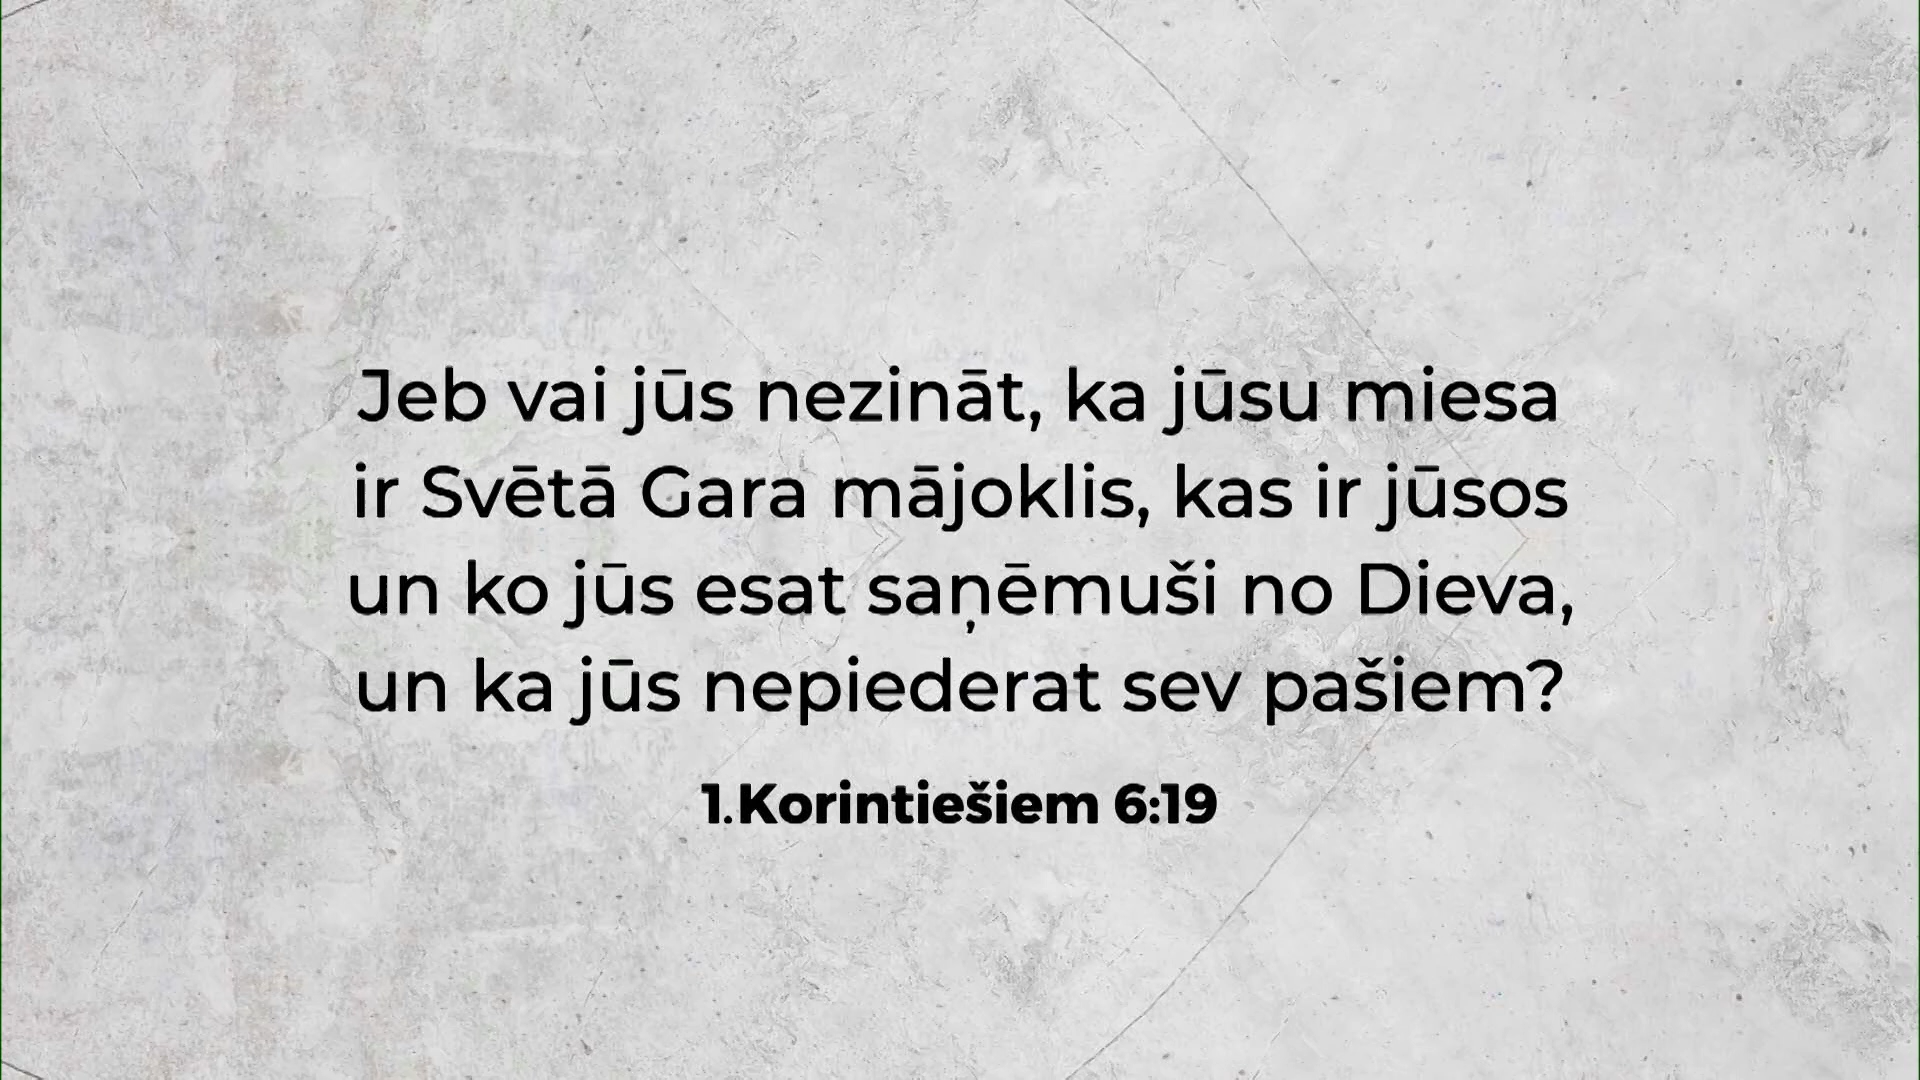 Jeb vai jūs nezināt, ka jūsu miesa
ir Svētā Gara mājoklis, kas ir jūsos
un ko jūs esat saņēmuši no Dieva,
un ka jūs nepiederat sev pašiem?
1.Korintiešiem 6:19